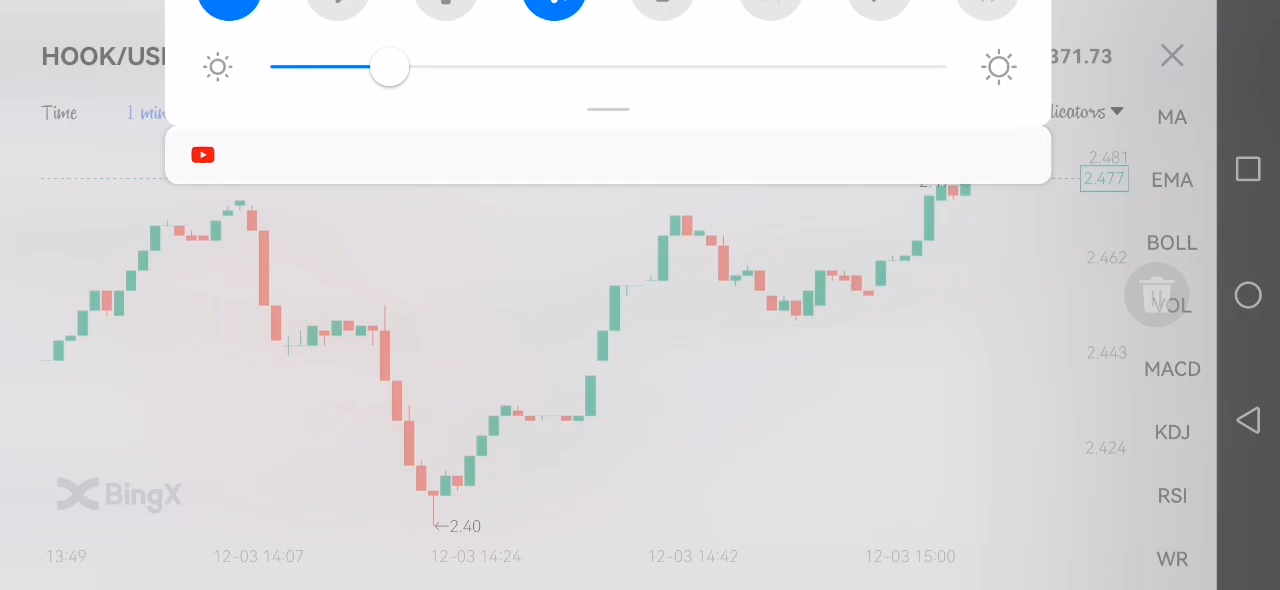 HOOK/US
371.73
Time
1 min
icators
MA
2.481
2.477
EMA
BOLL
2.462
VOL
2.443
MACD
KDJ
2.424
BingX
RSI
←2.40
13:49
12-03 14:07
12-03 14:24
12-03 14:42
12-03 15:00
WR